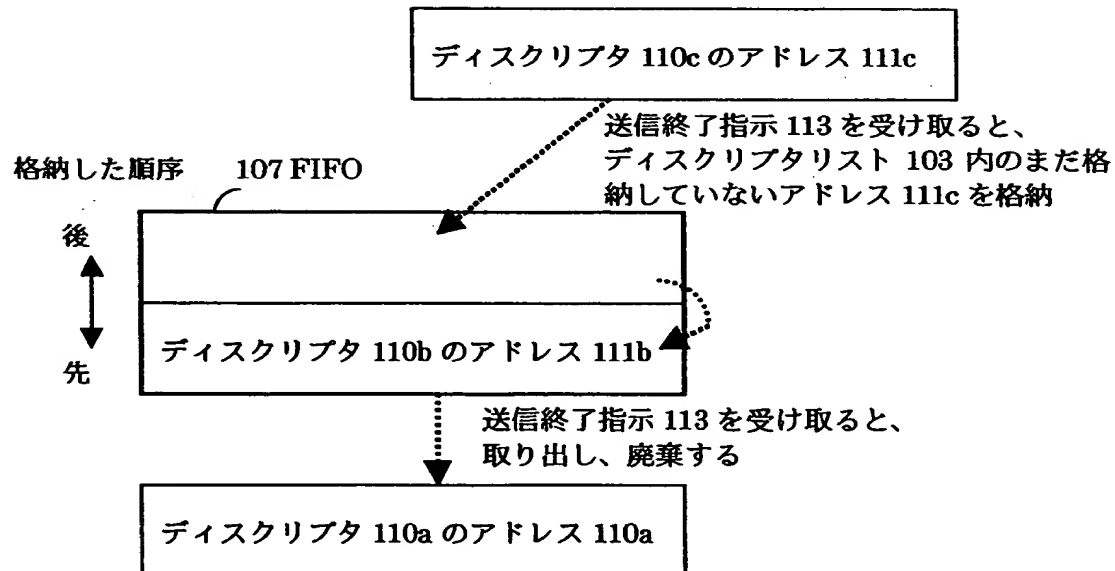 ディスクリプタ 110c のアドレス 111c
送信終了指示 113 を受け取ると、
ディスクリプタリスト 103 内のまだ格
納していないアドレス 111c を格納
格納した順序 107 FIFO
後
ディスクリプタ 110b のアドレス 111b
先
送信終了指示 113 を受け取ると、
取り出し、廃棄する
ディスクリプタ 110a のアドレス 110a